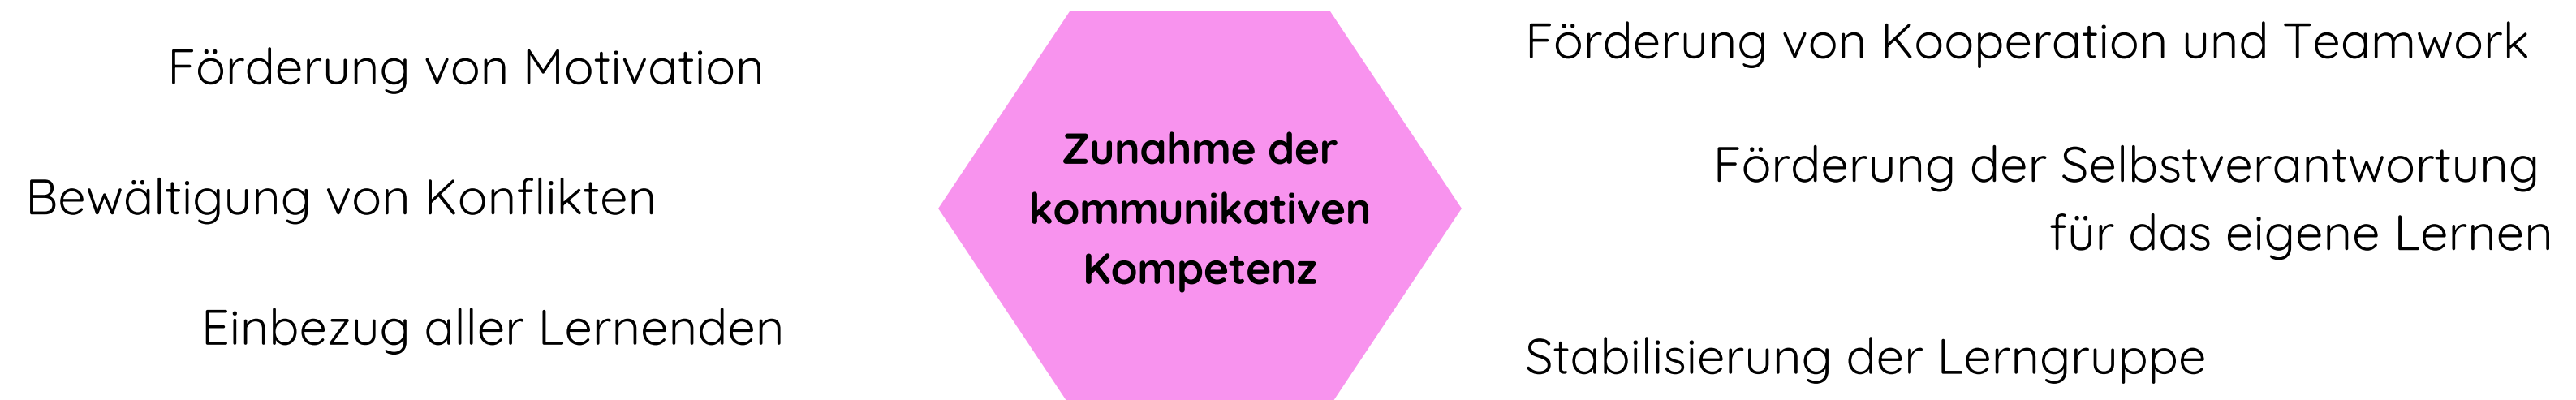 Förderung von Motivation
Bewältigung von Konflikten
Einbezug aller Lernenden
Zunahme der
kommunikativen
Kompetenz
Förderung von Kooperation und Teamwork
Förderung der Selbstverantwortung
für das eigene Lernen
Stabilisierung der Lerngruppe